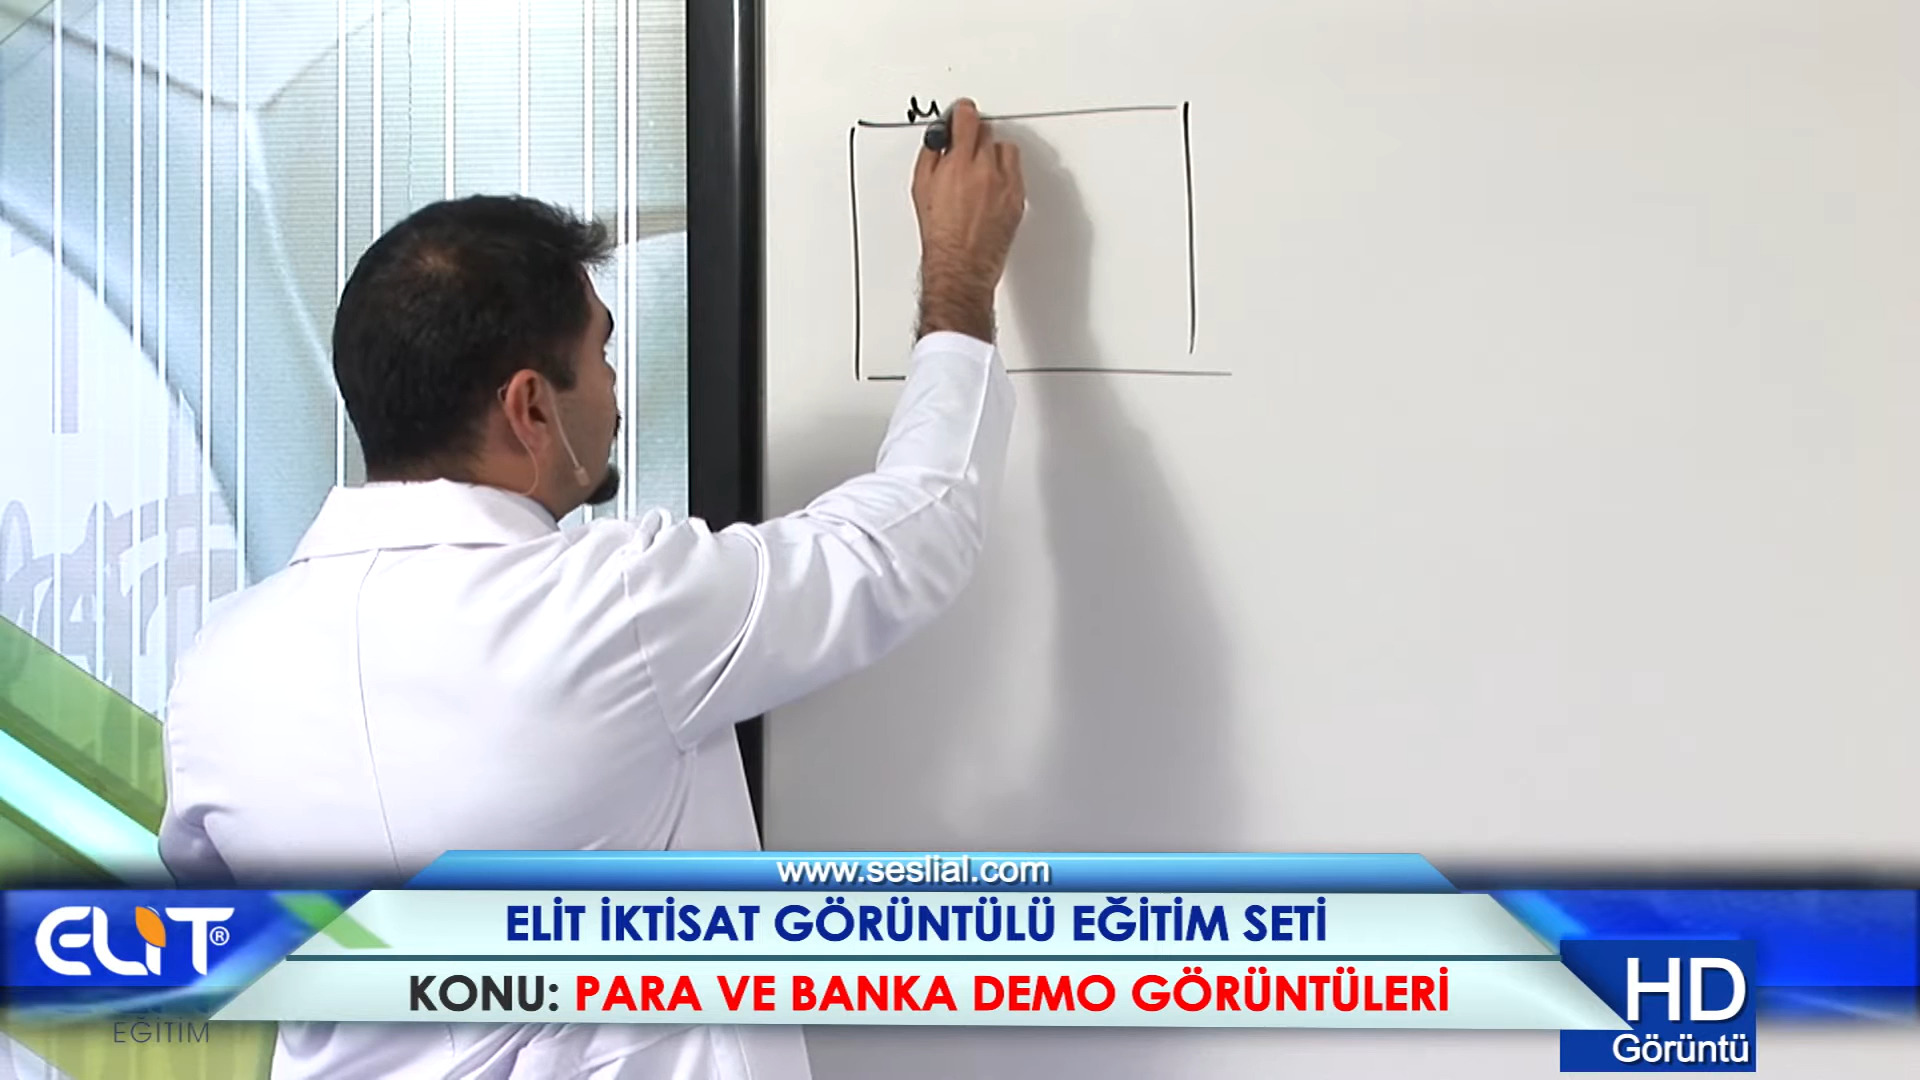 www.seslial.com
ELİT İKTİSAT GÖRÜNTÜLÜ EĞİTİM SETİ
KONU: PARA VE BANKA DEMO GÖRÜNTÜLERİ
ELiT®
EĞİTİM
HD
Görüntü